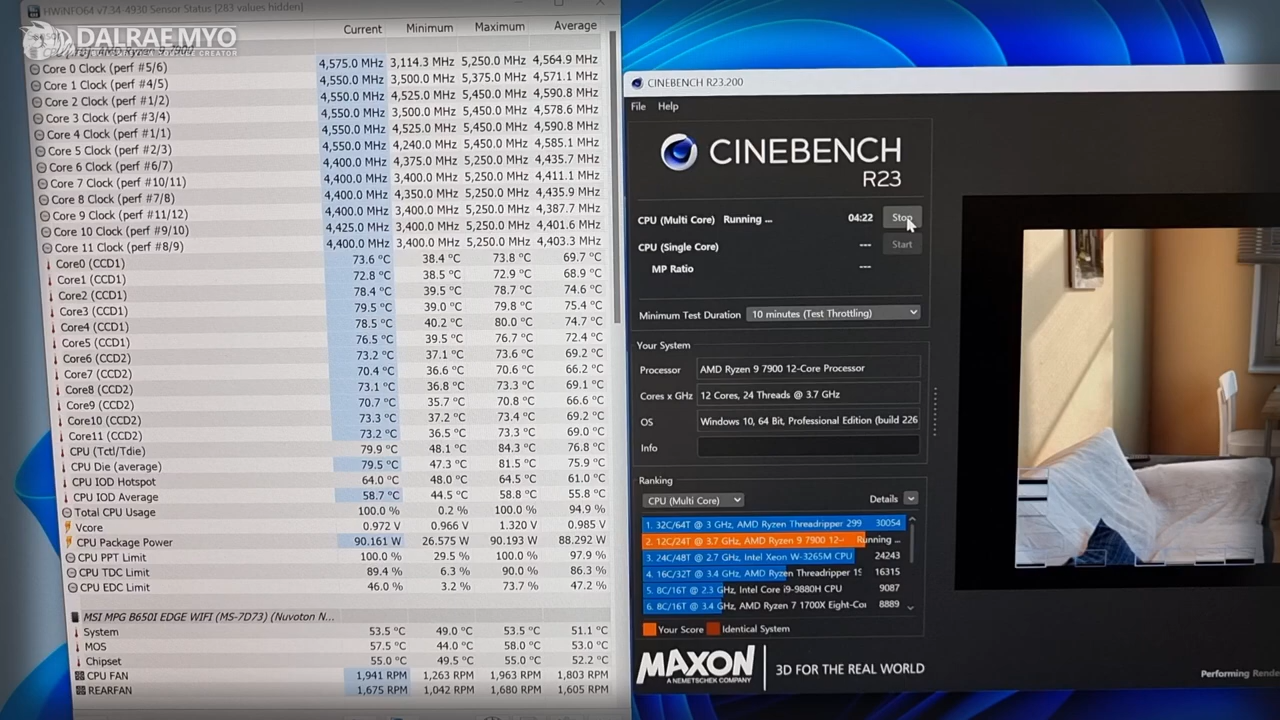 HWiNFO64 v7.34-4930 Sensor Status [283 values hidden]
DALRAE MYO
Current Minimum Maximum Average
Core 0 Clock (perf #5/6) 4,575.0 MHz 3,114.3 MHz 5,250.0 MHz 4,564.9 MHz
Core 1 Clock (perf #4/5) 4,550.0 MHz 3,500.0 MHz 5,375.0 MHz 4,571.1 MHz
Core 2 Clock (perf #1/2) 4,550.0 MHz 4,525.0 MHz 5,450.0 MHz 4,590.8 MHz
Core 3 Clock (perf #3/4) 4,550.0 MHz 3,500.0 MHz 5,450.0 MHz 4,578.6 MHz
Core 4 Clock (perf #1/1) 4,550.0 MHz 4,525.0 MHz 5,450.0 MHz 4,590.8 MHz
Core 5 Clock (perf #2/3) 4,550.0 MHz 4,240.0 MHz 5,450.0 MHz 4,585.1 MHz
Core 6 Clock (perf #6/7) 4,400.0 MHz 4,375.0 MHz 5,250.0 MHz 4,435.7 MHz
Core 7 Clock (perf #10/11) 4,400.0 MHz 3,400.0 MHz 5,250.0 MHz 4,411.1 MHz
Core 8 Clock (perf #7/8) 4,400.0 MHz 4,350.0 MHz 5,250.0 MHz 4,435.9 MHz
Core 9 Clock (perf #11/12) 4,400.0 MHz 3,400.0 MHz 5,250.0 MHz 4,387.7 MHz
Core 10 Clock (perf #9/10) 4,425.0 MHz 3,400.0 MHz 5,250.0 MHz 4,401.6 MHz
Core 11 Clock (perf #8/9) 4,400.0 MHz 3,400.0 MHz 5,250.0 MHz 4,403.3 MHz
Core0 (CCD1) 73.6 °C 38.4 °C 73.8 °C 69.7 °C
Core1 (CCD1) 72.8 °C 38.5 °C 72.9 °C 68.9 °C
Core2 (CCD1) 78.4 °C 39.5 °C 78.7 °C 74.6 °C
Core3 (CCD1) 79.5 °C 39.0 °C 79.8 °C 75.4 °C
Core4 (CCD1) 78.5 °C 40.2 °C 80.0 °C 74.7 °C
Core5 (CCD1) 76.5 °C 39.5 °C 76.7 °C 72.4 °C
Core6 (CCD2) 73.2 °C 37.1 °C 73.6 °C 69.2 °C
Core7 (CCD2) 70.4 °C 36.6 °C 70.6 °C 66.2 °C
Core8 (CCD2) 73.1 °C 36.8 °C 73.3 °C 69.1 °C
Core9 (CCD2) 70.7 °C 35.7 °C 70.8 °C 66.6 °C
Core10 (CCD2) 73.3 °C 37.2 °C 73.4 °C 69.2 °C
Core11 (CCD2) 73.2 °C 36.5 °C 73.3 °C 69.0 °C
CPU (Tctl/Tdie) 79.9 °C 48.1 °C 84.3 °C 76.8 °C
CPU Die (average) 79.5 °C 47.3 °C 81.5 °C 75.9 °C
CPU IOD Hotspot 64.0 °C 48.0 °C 64.5 °C 61.0 °C
CPU IOD Average 58.7 °C 44.5 °C 58.8 °C 55.8 °C
Total CPU Usage 100.0 % 0.2 % 100.0 % 94.9 %
Vcore 0.972 V 0.966 V 1.320 V 0.985 V
CPU Package Power 90.161 W 26.575 W 90.193 W 88.292 W
CPU PPT Limit 100.0 % 29.5 % 100.0 % 97.9 %
CPU TDC Limit 89.4 % 6.3 % 90.0 % 86.3 %
CPU EDC Limit 46.0 % 3.2 % 73.7 % 47.2 %
MSI MPG B650I EDGE WIFI (MS-7D73) (Nuvoton N...
System 53.5 °C 49.0 °C 53.5 °C 51.1 °C
MOS 57.5 °C 44.0 °C 58.0 °C 53.0 °C
Chipset 55.0 °C 49.5 °C 55.0 °C 52.2 °C
CPU FAN 1,941 RPM 1,263 RPM 1,963 RPM 1,803 RPM
REARFAN 1,675 RPM 1,042 RPM 1,680 RPM 1,605 RPM
CINEBENCH R23.200
File Help
CINEBENCH
R23
CPU (Multi Core) Running ... 04:22 Stop
CPU (Single Core) --- Start
MP Ratio ---
Minimum Test Duration 10 minutes (Test Throttling)
Your System
Processor AMD Ryzen 9 7900 12-Core Processor
Cores x GHz 12 Cores, 24 Threads @ 3.7 GHz
OS Windows 10, 64 Bit, Professional Edition (build 226
Info
Ranking
CPU (Multi Core) Details
1. 32C/64T @ 3 GHz, AMD Ryzen Threadripper 299 30054
2. 12C/24T @ 3.7 GHz, AMD Ryzen 9 7900 12- Running ...
3. 24C/48T @ 2.7 GHz, Intel Xeon W-3265M CPU 24243
4. 16C/32T @ 3.4 GHz, AMD Ryzen Threadripper 19 16315
5. 8C/16T @ 2.3 GHz, Intel Core i9-9880H CPU 9087
6. 8C/16T @ 3.4 GHz, AMD Ryzen 7 1700X Eight-Cor 8889
Your Score Identical System
MAXON 3D FOR THE REAL WORLD
A NEMETSCHEK COMPANY
Performing Rende